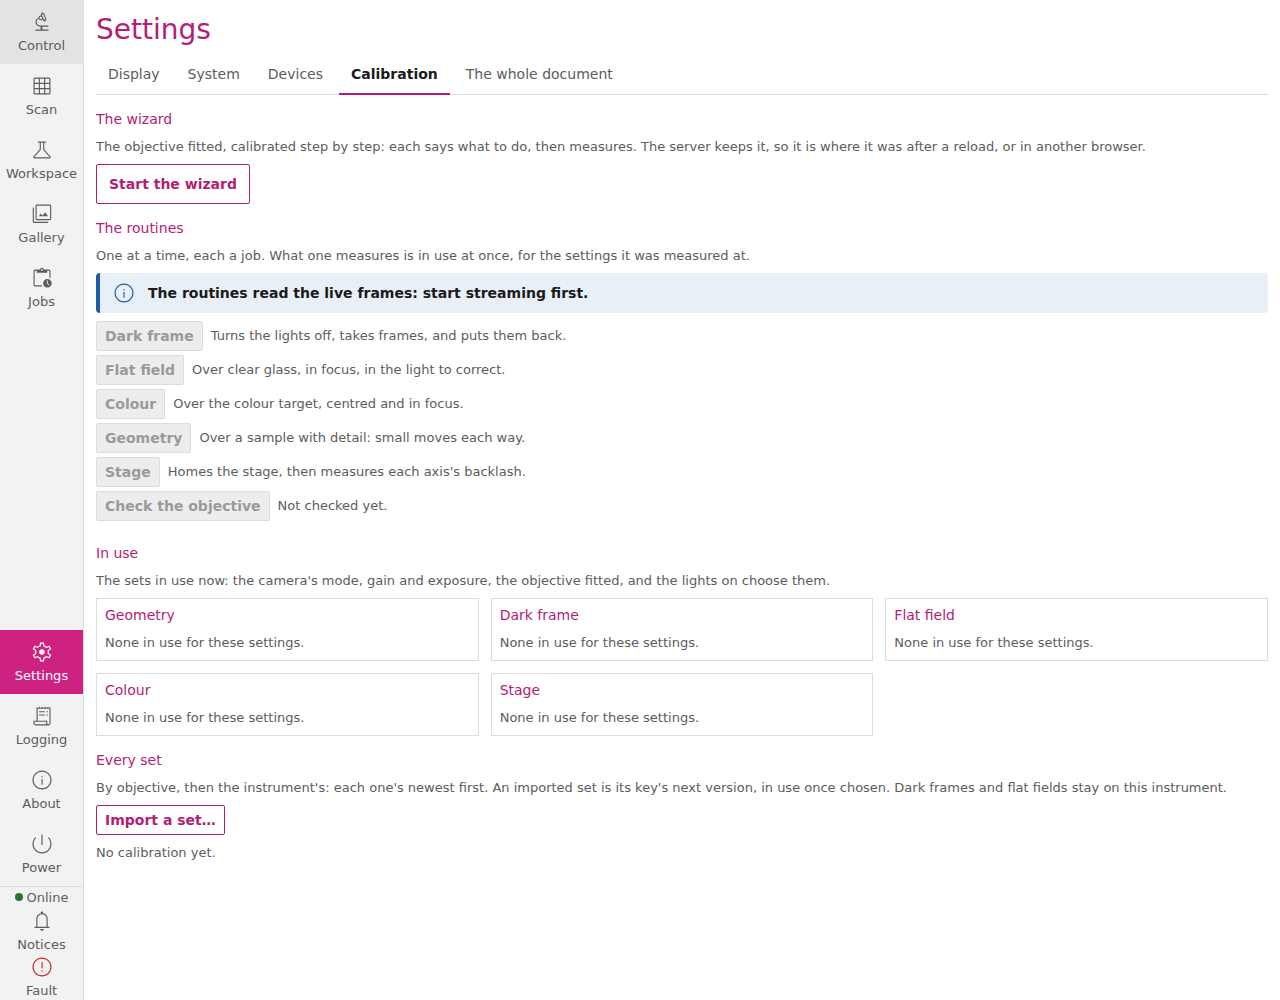 Control
Scan
Workspace
Gallery
Jobs
Settings
Logging
About
Power
Online
Notices
Fault
Settings
Display
System
Devices
Calibration
The whole document
The wizard
The objective fitted, calibrated step by step: each says what to do, then measures. The server keeps it, so it is where it was after a reload, or in another browser.
Start the wizard
The routines
One at a time, each a job. What one measures is in use at once, for the settings it was measured at.
The routines read the live frames: start streaming first.
Dark frame Turns the lights off, takes frames, and puts them back.
Flat field Over clear glass, in focus, in the light to correct.
Colour Over the colour target, centred and in focus.
Geometry Over a sample with detail: small moves each way.
Stage Homes the stage, then measures each axis's backlash.
Check the objective Not checked yet.
In use
The sets in use now: the camera's mode, gain and exposure, the objective fitted, and the lights on choose them.
Geometry
None in use for these settings.
Dark frame
None in use for these settings.
Flat field
None in use for these settings.
Colour
None in use for these settings.
Stage
None in use for these settings.
Every set
By objective, then the instrument's: each one's newest first. An imported set is its key's next version, in use once chosen. Dark frames and flat fields stay on this instrument.
Import a set...
No calibration yet.